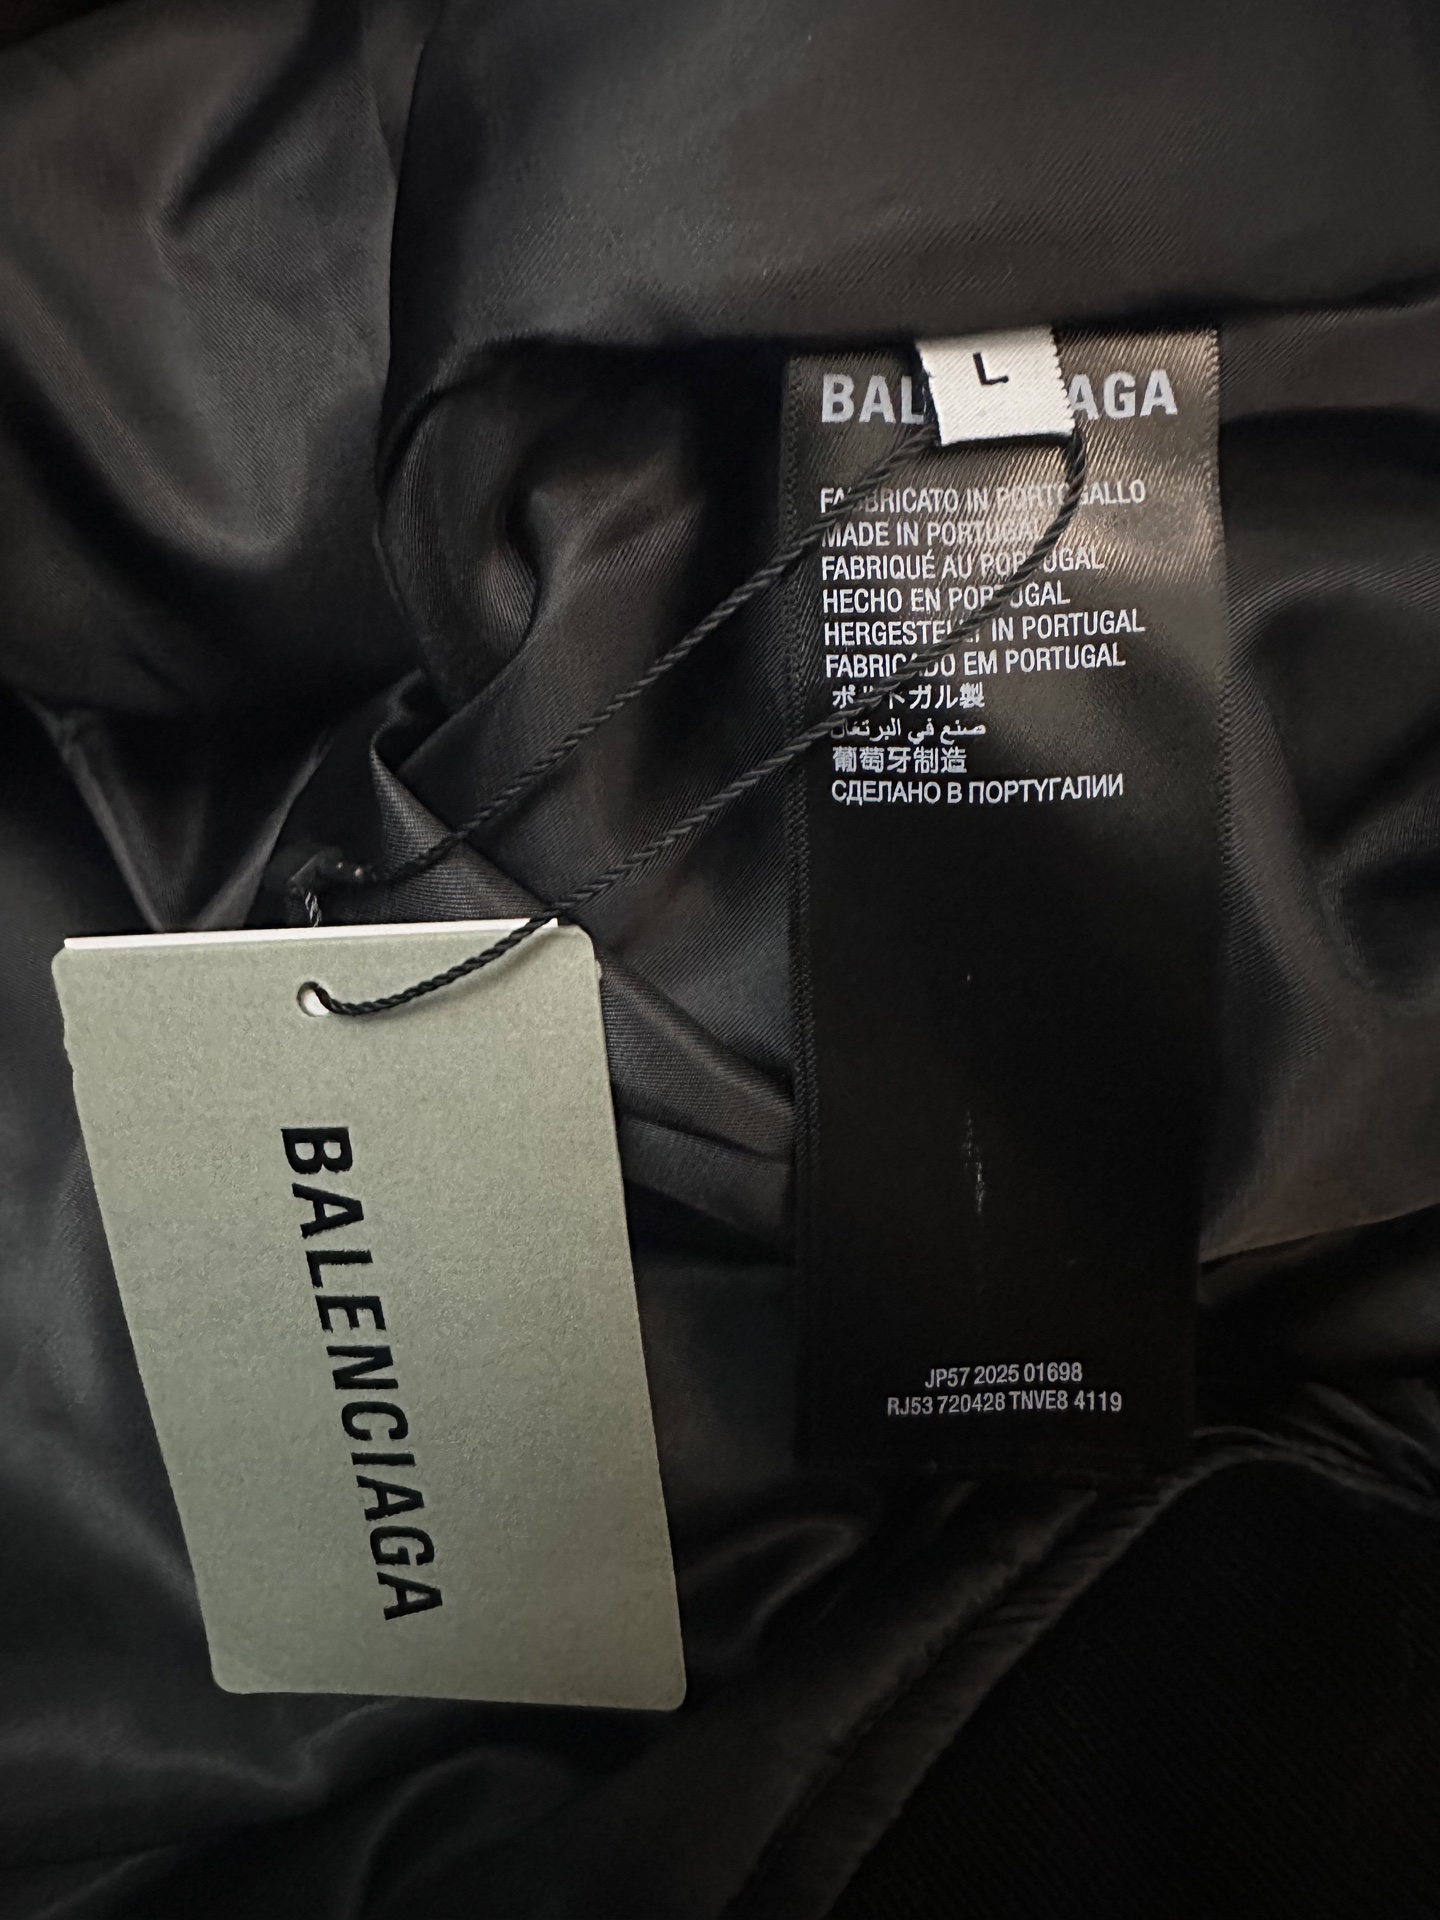 L
BALENCIAGA
FABBRICATO IN PORTOGALLO
MADE IN PORTUGAL
FABRIQUÉ AU PORTUGAL
HECHO EN PORTUGAL
HERGESTELLT IN PORTUGAL
FABRICADO EM PORTUGAL
ポルトガル製
صنع في البرتغال
葡萄牙制造
СДЕЛАНО В ПОРТУГАЛИИ
JP57 2025 01698
RJ53 720428 TNVE8 4119
BALENCIAGA